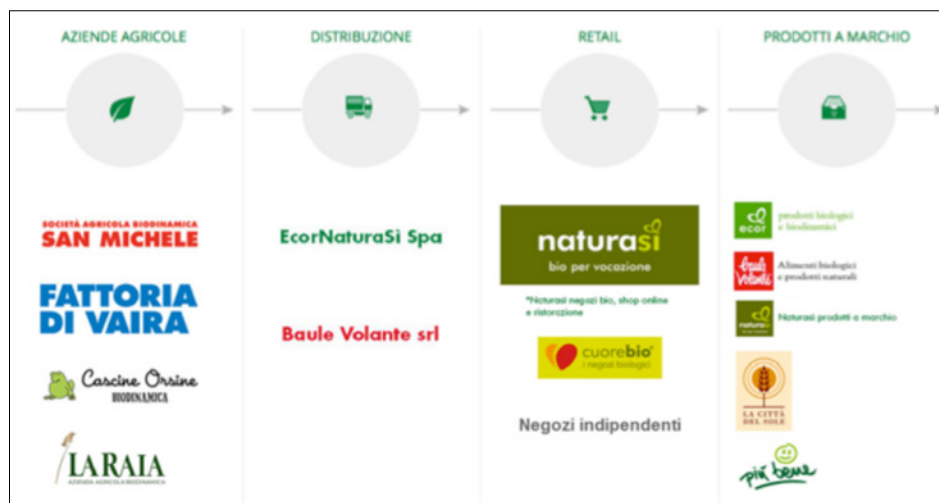 AZIENDE AGRICOLE
DISTRIBUZIONE
RETAIL
PRODOTTI A MARCHIO
SOCIETÀ AGRICOLA BIODINAMICA
SAN MICHELE
FATTORIA
DI VAIRA
Cascine Orsine
BIODINAMICA
LA RAIA
AZIENDA AGRICOLA BIODINAMICA
EcorNaturaSì Spa
Baule Volante srl
naturasì
bio per vocazione
*Naturasì negozi bio, shop online
e ristorazione
cuorebio
i negozi biologici
Negozi indipendenti
ecor
prodotti biologici
e biodinamici
Baule
Volante
Alimenti biologici
e prodotti naturali
naturasì
Naturasì prodotti a marchio
LA CITTÀ
DEL SOLE
più bene